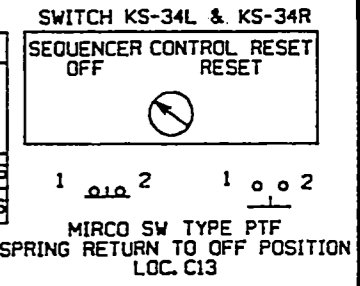 SWITCH KS-34L & KS-34R
SEQUENCER CONTROL RESET
OFF RESET
1 2 1 2
MIRCO SW TYPE PTF
SPRING RETURN TO OFF POSITION
LOC. C13